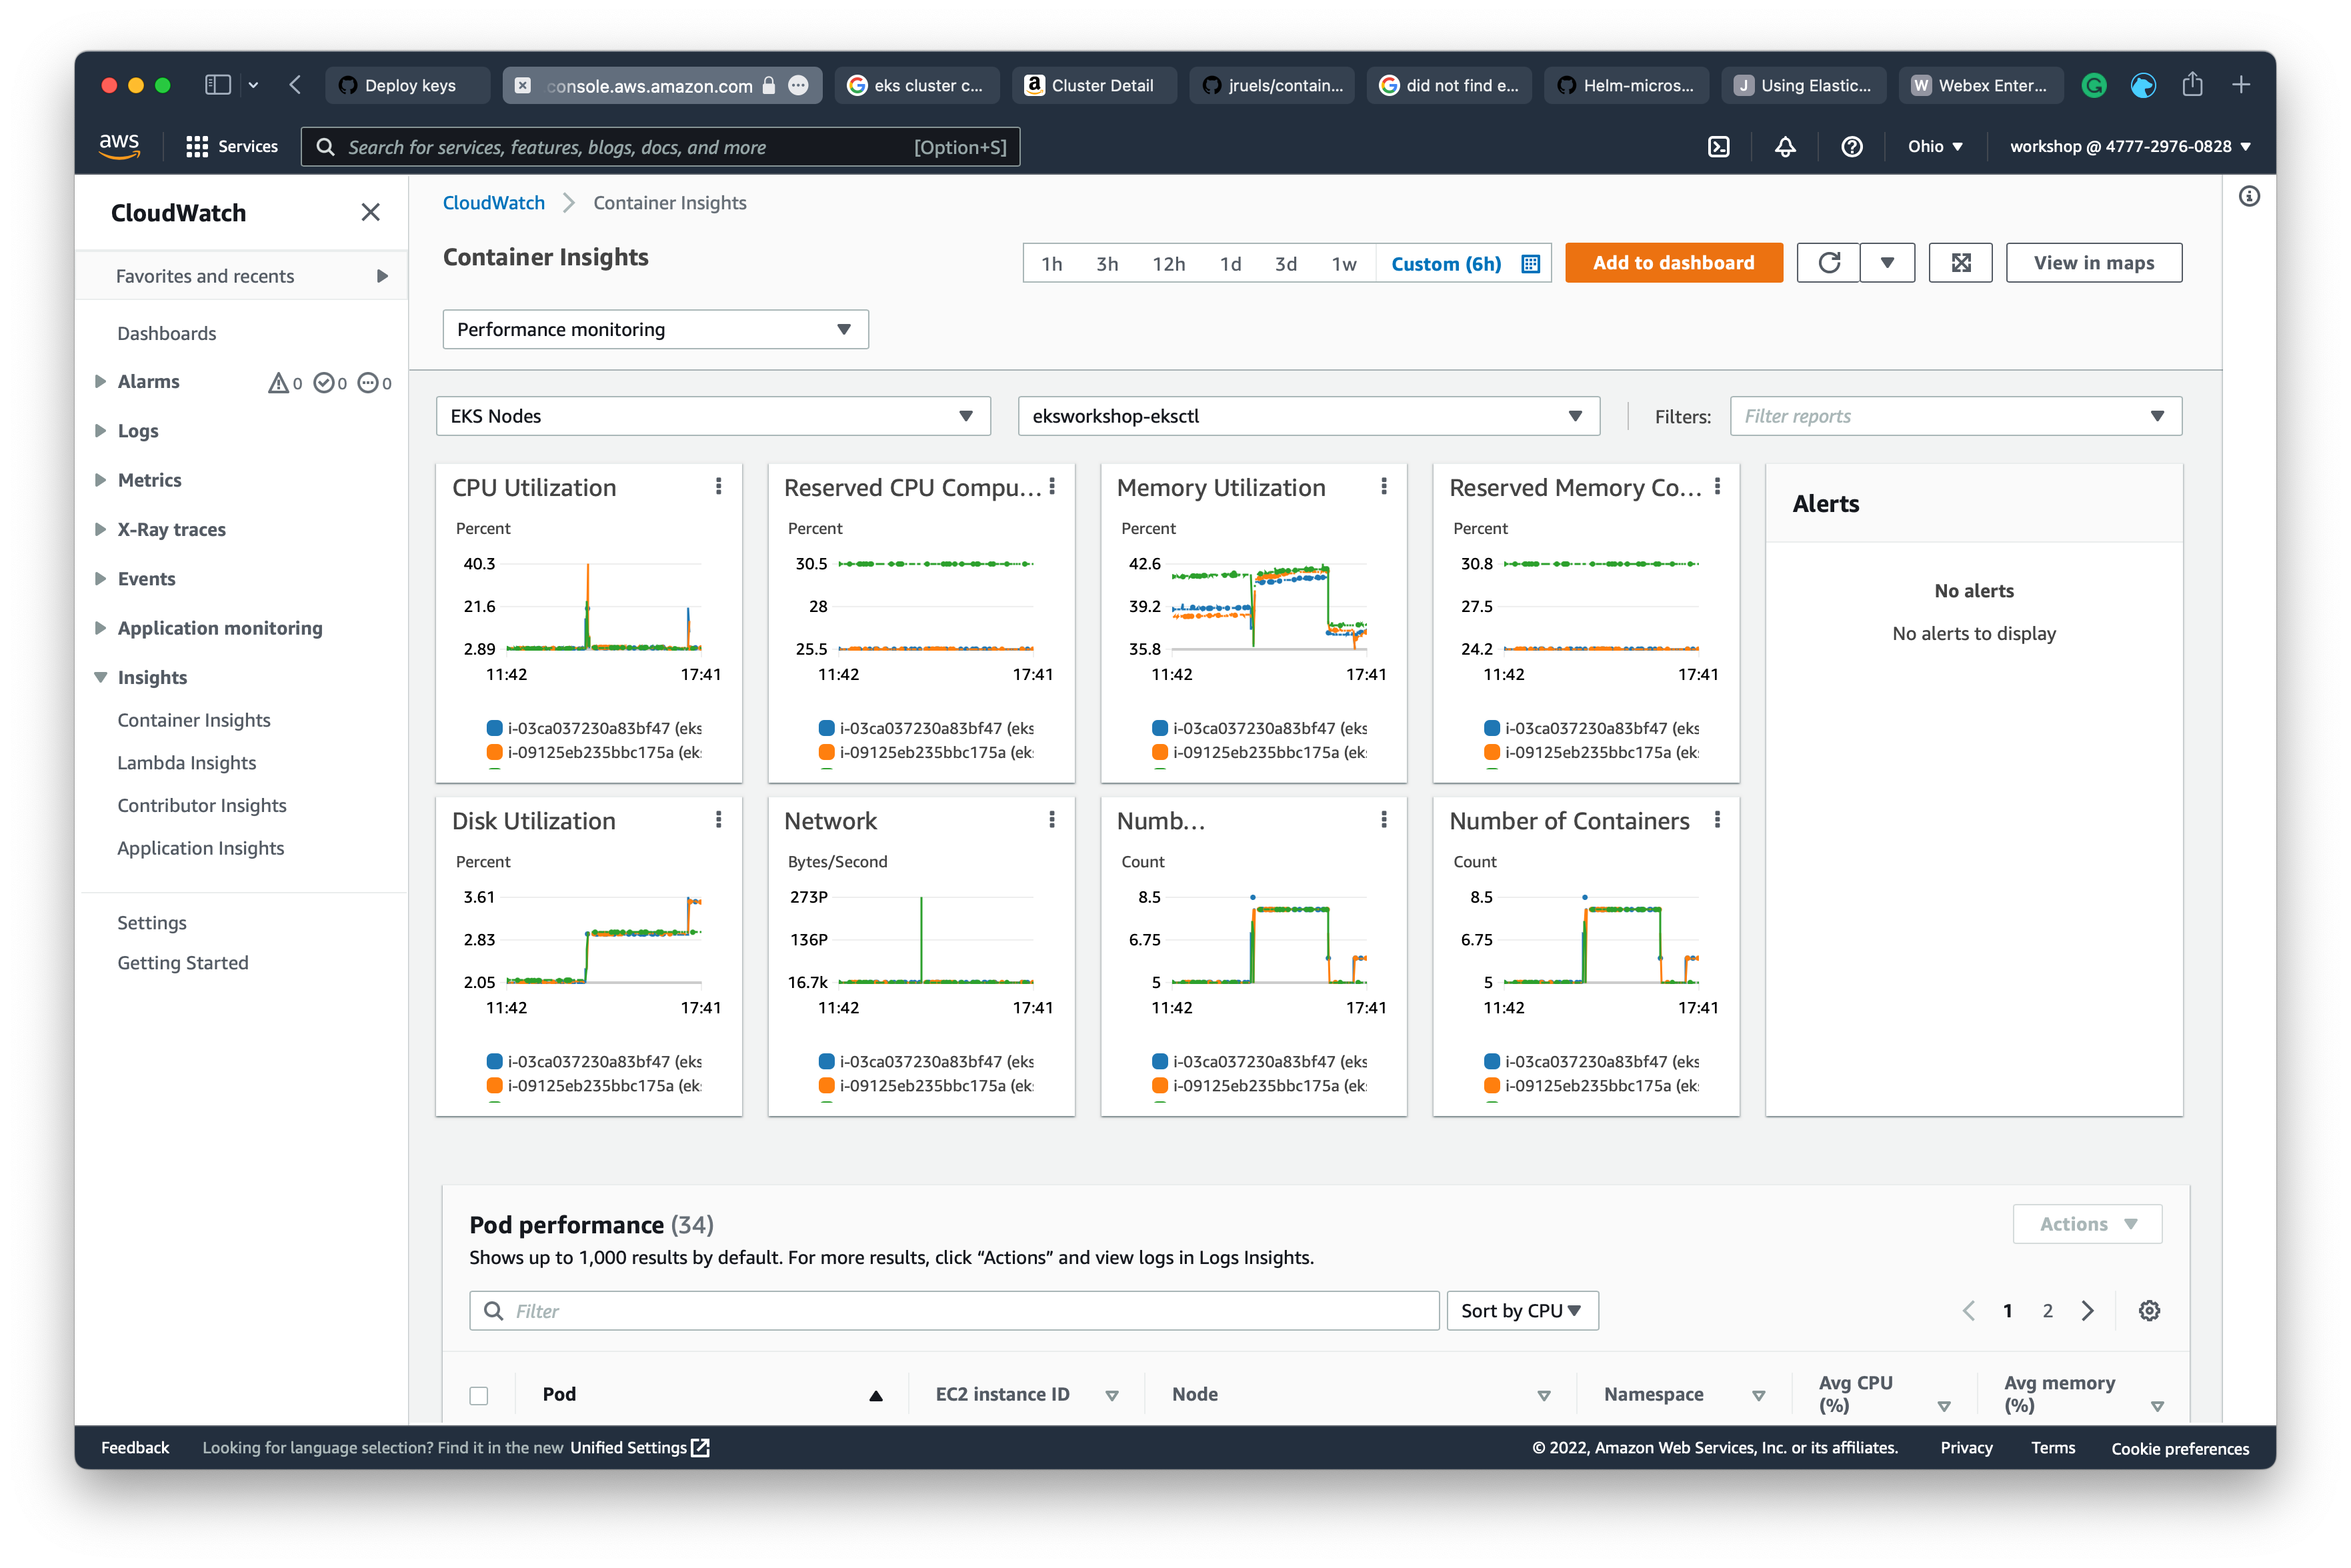 Deploy keys
console.aws.amazon.com
eks cluster c...
Cluster Detail
jruels/contain...
did not find e...
Helm-micros...
Using Elastic...
Webex Enter...
aws
Services
Search for services, features, blogs, docs, and more
[Option+S]
Ohio
workshop @ 4777-2976-0828
CloudWatch
Favorites and recents
Dashboards
Alarms 0 0 0
Logs
Metrics
X-Ray traces
Events
Application monitoring
Insights
Container Insights
Lambda Insights
Contributor Insights
Application Insights
Settings
Getting Started
CloudWatch
Container Insights
Container Insights
1h 3h 12h 1d 3d 1w Custom (6h)
Add to dashboard
View in maps
Performance monitoring
EKS Nodes
eksworkshop-eksctl
Filters:
Filter reports
CPU Utilization
Percent
40.3
21.6
2.89
11:42 17:41
i-03ca037230a83bf47 (eks
i-09125eb235bbc175a (ek
Reserved CPU Compu...
Percent
30.5
28
25.5
11:42 17:41
i-03ca037230a83bf47 (eks
i-09125eb235bbc175a (ek
Memory Utilization
Percent
42.6
39.2
35.8
11:42 17:41
i-03ca037230a83bf47 (eks
i-09125eb235bbc175a (ek
Reserved Memory Co...
Percent
30.8
27.5
24.2
11:42 17:41
i-03ca037230a83bf47 (eks
i-09125eb235bbc175a (ek
Alerts
No alerts
No alerts to display
Disk Utilization
Percent
3.61
2.83
2.05
11:42 17:41
i-03ca037230a83bf47 (eks
i-09125eb235bbc175a (ek
Network
Bytes/Second
273P
136P
16.7k
11:42 17:41
i-03ca037230a83bf47 (eks
i-09125eb235bbc175a (ek
Numb...
Count
8.5
6.75
5
11:42 17:41
i-03ca037230a83bf47 (eks
i-09125eb235bbc175a (ek
Number of Containers
Count
8.5
6.75
5
11:42 17:41
i-03ca037230a83bf47 (eks
i-09125eb235bbc175a (ek
Pod performance (34)
Actions
Shows up to 1,000 results by default. For more results, click “Actions” and view logs in Logs Insights.
Filter
Sort by CPU
1 2
Pod
EC2 instance ID
Node
Namespace
Avg CPU
(%)
Avg memory
(%)
Feedback
Looking for language selection? Find it in the new Unified Settings
© 2022, Amazon Web Services, Inc. or its affiliates.
Privacy
Terms
Cookie preferences